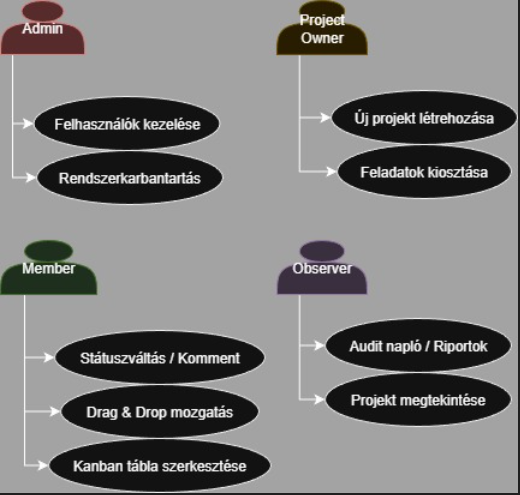 Admin
Felhasználók kezelése
Rendszerkarbantartás
Project
Owner
Új projekt létrehozása
Feladatok kiosztása
Member
Státuszváltás / Komment
Drag & Drop mozgatás
Kanban tábla szerkesztése
Observer
Audit napló / Riportok
Projekt megtekintése